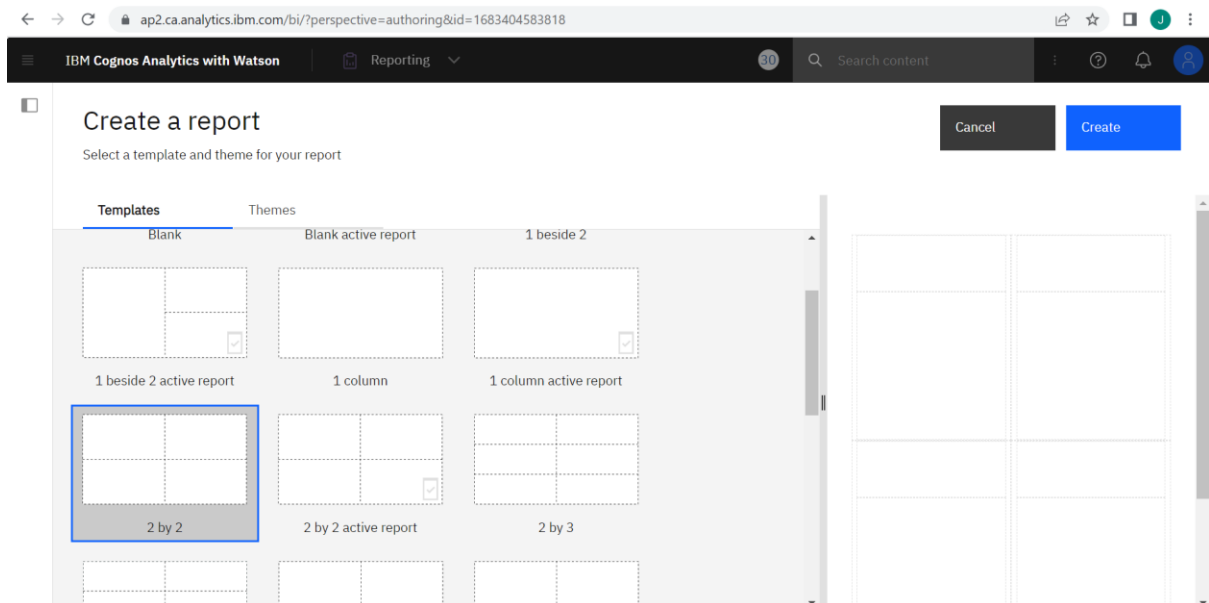 ap2.ca.analytics.ibm.com/bi/?perspective=authoring&id=1683404583818
J
IBM Cognos Analytics with Watson
Reporting
30
Search content
Create a report
Cancel
Create
Select a template and theme for your report
Templates
Themes
Blank
Blank active report
1 beside 2
1 beside 2 active report
1 column
1 column active report
2 by 2
2 by 2 active report
2 by 3